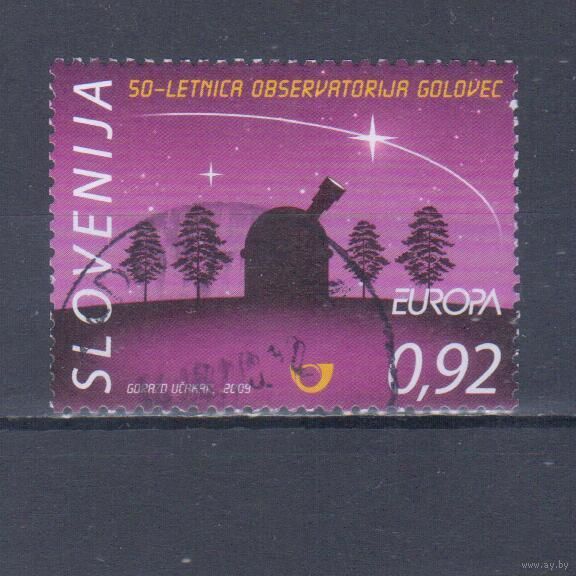 50-LETNICA OBSERVATORIJA GOLOVEC
SLOVENIJA
EUROPA
0,92
2009
www.ay.by